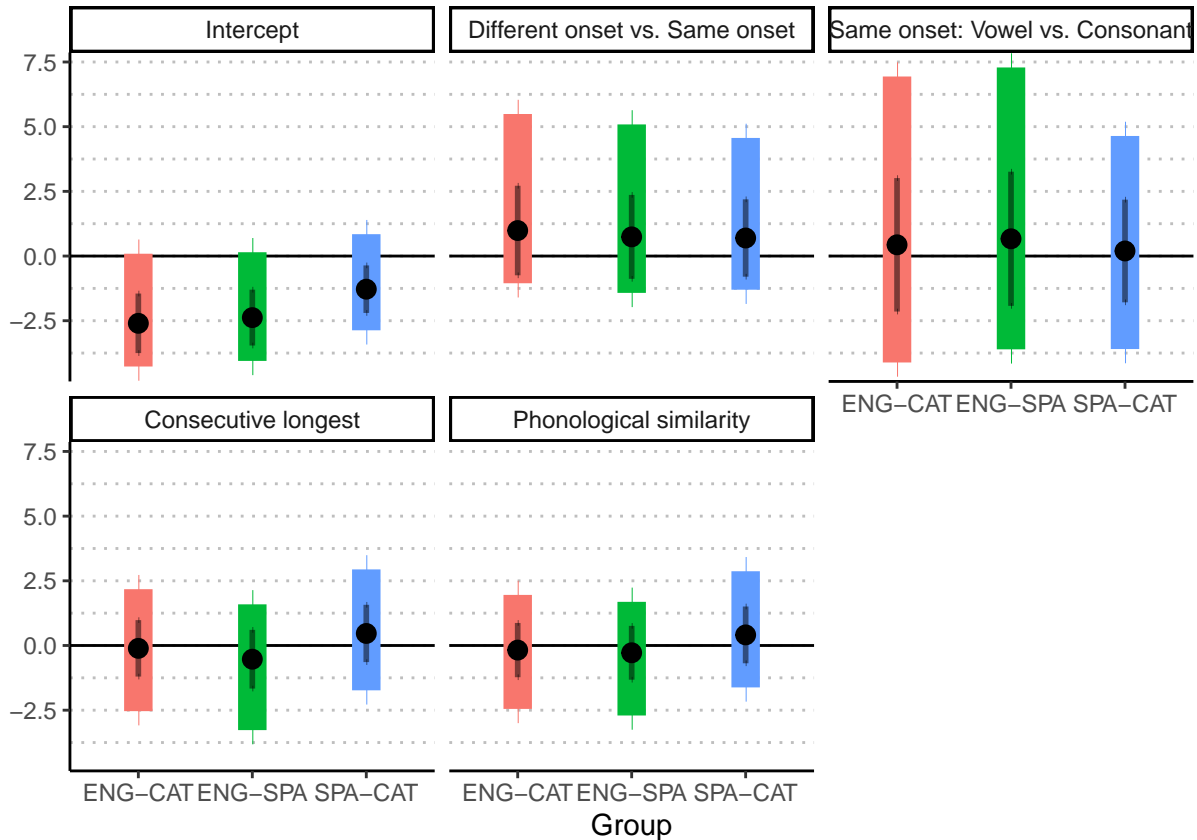 Intercept
Different onset vs. Same onset
Same onset: Vowel vs. Consonant
7.5
5.0
2.5
0.0
−2.5
ENG−CAT ENG−SPA SPA−CAT
Consecutive longest
Phonological similarity
7.5
5.0
2.5
0.0
−2.5
ENG−CAT ENG−SPA SPA−CAT
ENG−CAT ENG−SPA SPA−CAT
Group